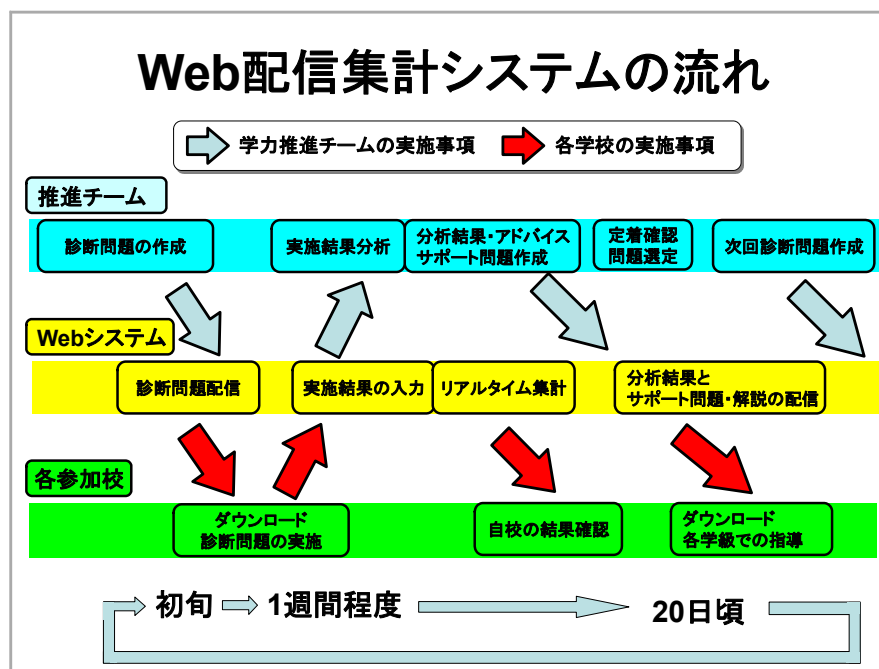 Web配信集計システムの流れ
学力推進チームの実施事項
各学校の実施事項
推進チーム
診断問題の作成
実施結果分析
分析結果・アドバイス
サポート問題作成
定着確認
問題選定
次回診断問題作成
Webシステム
診断問題配信
実施結果の入力
リアルタイム集計
分析結果と
サポート問題・解説の配信
各参加校
ダウンロード
診断問題の実施
自校の結果確認
ダウンロード
各学級での指導
初旬
1週間程度
20日頃